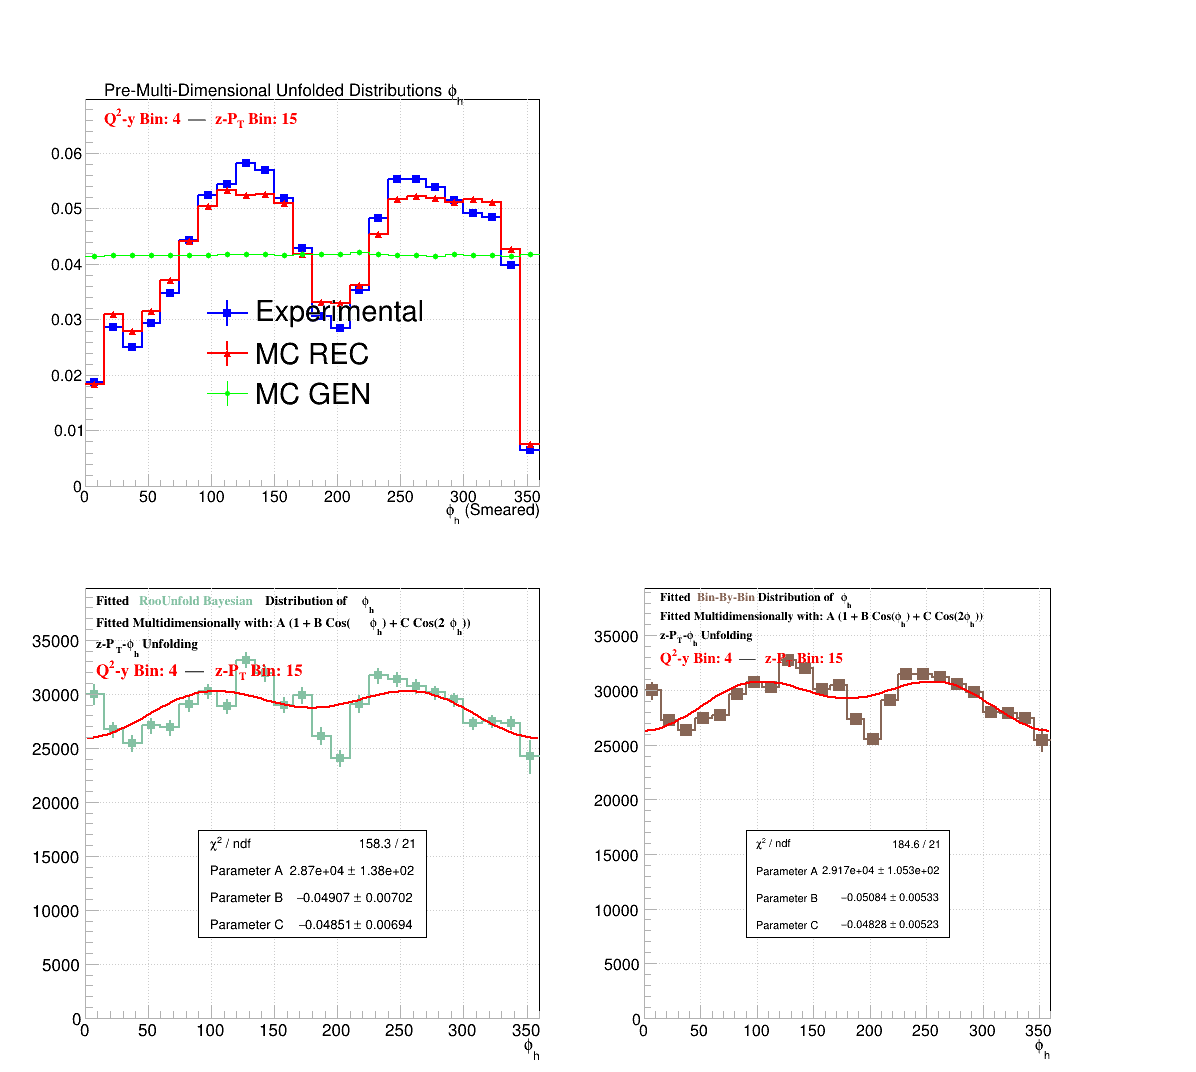 Pre-Multi-Dimensional Unfolded Distributions ϕh
Q²-y Bin: 4 — z-PT Bin: 15
0.06
0.05
0.04
0.03
0.02
0.01
0
Experimental
MC REC
MC GEN
0 50 100 150 200 250 300 350
ϕh (Smeared)
Fitted RooUnfold Bayesian Distribution of ϕh
Fitted Multidimensionally with: A (1 + B Cos( ϕh) + C Cos(2 ϕh))
z-PT-ϕh Unfolding
Q²-y Bin: 4 — z-PT Bin: 15
35000
30000
25000
20000
15000
10000
5000
0
χ² / ndf 158.3 / 21
Parameter A 2.87e+04 ± 1.38e+02
Parameter B −0.04907 ± 0.00702
Parameter C −0.04851 ± 0.00694
0 50 100 150 200 250 300 350
ϕh
Fitted Bin-By-Bin Distribution of ϕh
Fitted Multidimensionally with: A (1 + B Cos(ϕh) + C Cos(2ϕh))
z-PT-ϕh Unfolding
Q²-y Bin: 4 — z-PT Bin: 15
35000
30000
25000
20000
15000
10000
5000
0
χ² / ndf 184.6 / 21
Parameter A 2.917e+04 ± 1.053e+02
Parameter B −0.05084 ± 0.00533
Parameter C −0.04828 ± 0.00523
0 50 100 150 200 250 300 350
ϕh